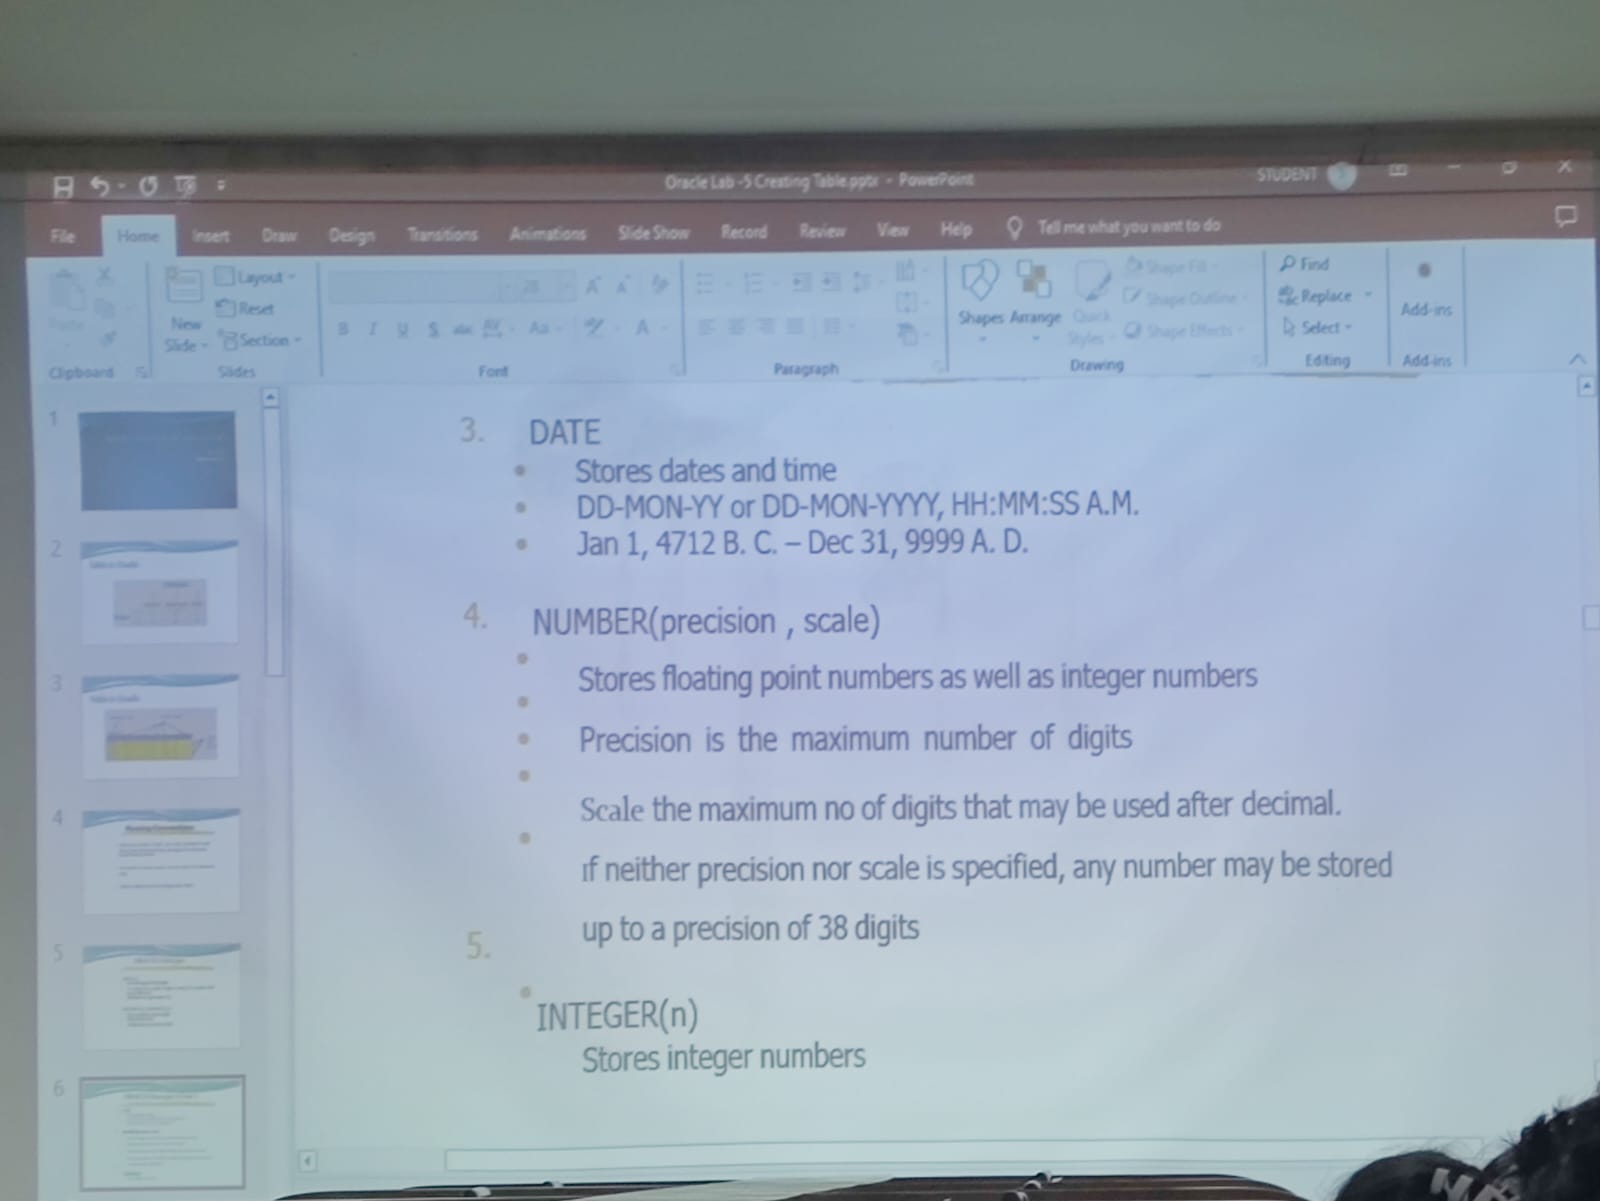 Oracle Lab -5 Creating Table.pptx - PowerPoint
STUDENT
File Home Insert Draw Design Transitions Animations Slide Show Record Review View Help Tell me what you want to do
Paste
Clipboard
New
Slide
Layout
Reset
Section
Slides
28
B I U S abc AV Aa A
Font
Paragraph
Shapes Arrange Quick
Styles
Shape Fill
Shape Outline
Shape Effects
Drawing
Find
Replace
Select
Editing
Add-ins
Add-ins
1
2
3
4
5
6
3. DATE
• Stores dates and time
• DD-MON-YY or DD-MON-YYYY, HH:MM:SS A.M.
• Jan 1, 4712 B. C. – Dec 31, 9999 A. D.
4. NUMBER(precision , scale)
• Stores floating point numbers as well as integer numbers
• Precision is the maximum number of digits
• Scale the maximum no of digits that may be used after decimal.
• If neither precision nor scale is specified, any number may be stored
up to a precision of 38 digits
5.
• INTEGER(n)
Stores integer numbers